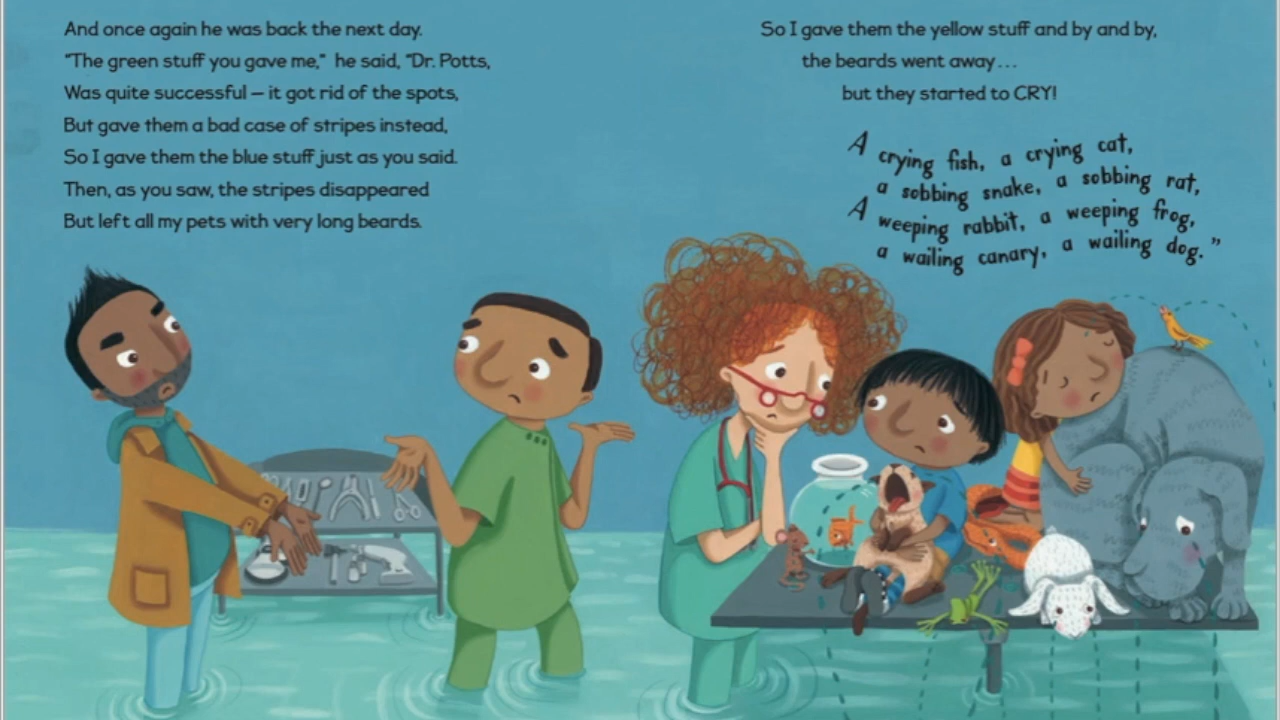 And once again he was back the next day.
“The green stuff you gave me,” he said, “Dr. Potts,
Was quite successful – it got rid of the spots,
But gave them a bad case of stripes instead,
So I gave them the blue stuff just as you said.
Then, as you saw, the stripes disappeared
But left all my pets with very long beards.
So I gave them the yellow stuff and by and by,
the beards went away...
but they started to CRY!
A crying fish, a crying cat,
a sobbing snake, a sobbing rat,
A weeping rabbit, a weeping frog,
a wailing canary, a wailing dog.”